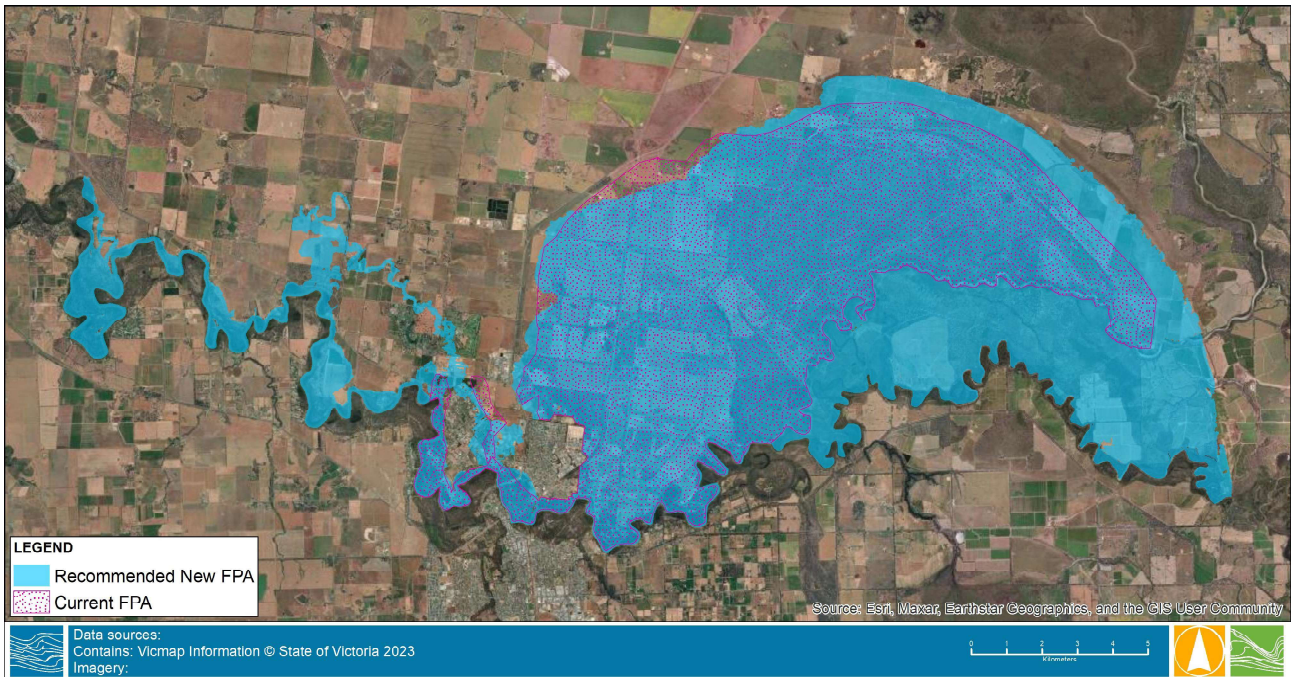 LEGEND
Recommended New FPA
Current FPA
Source: Esri, Maxar, Earthstar Geographics, and the GIS User Community
Data sources:
Contains: Vicmap Information © State of Victoria 2023
Imagery:
0 1 2 3 4 5
Kilometers